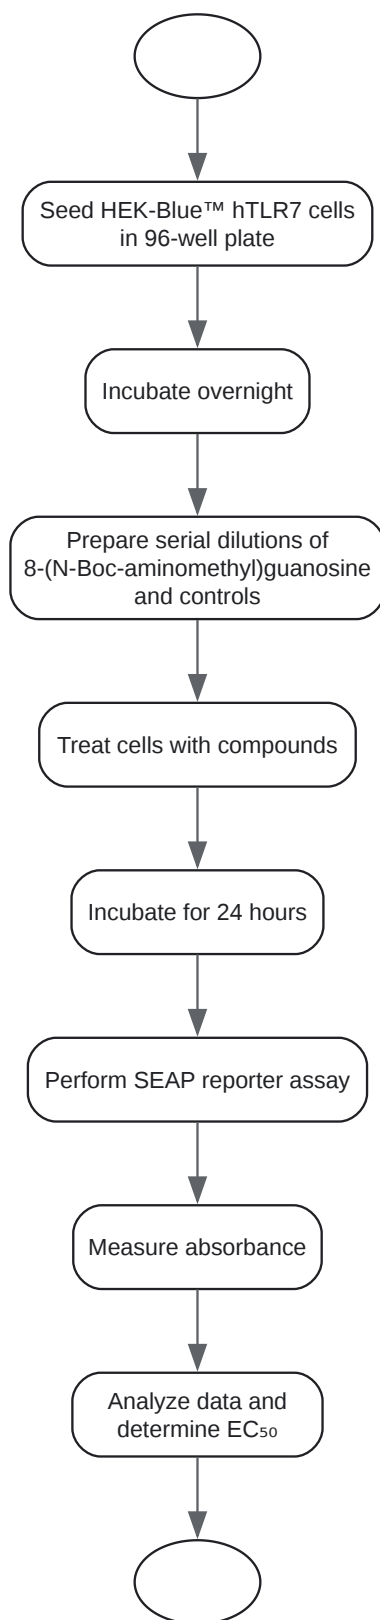 Seed HEK-Blue™ hTLR7 cells
in 96-well plate
Incubate overnight
Prepare serial dilutions of
8-(N-Boc-aminomethyl)guanosine
and controls
Treat cells with compounds
Incubate for 24 hours
Perform SEAP reporter assay
Measure absorbance
Analyze data and
determine EC₅₀